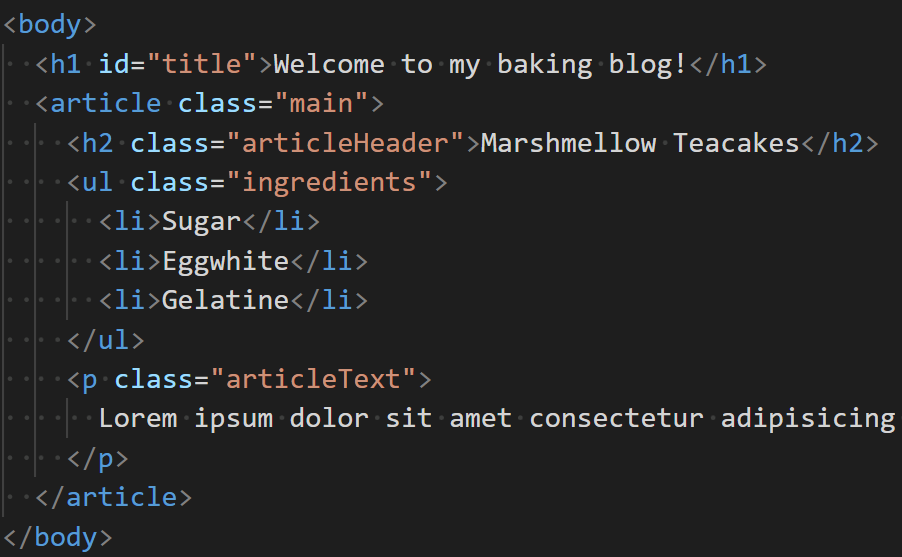 <body>
  <h1 id="title">Welcome to my baking blog!</h1>
  <article class="main">
    <h2 class="articleHeader">Marshmellow Teacakes</h2>
    <ul class="ingredients">
      <li>Sugar</li>
      <li>Eggwhite</li>
      <li>Gelatine</li>
    </ul>
    <p class="articleText">
      Lorem ipsum dolor sit amet consectetur adipisicing
    </p>
  </article>
</body>